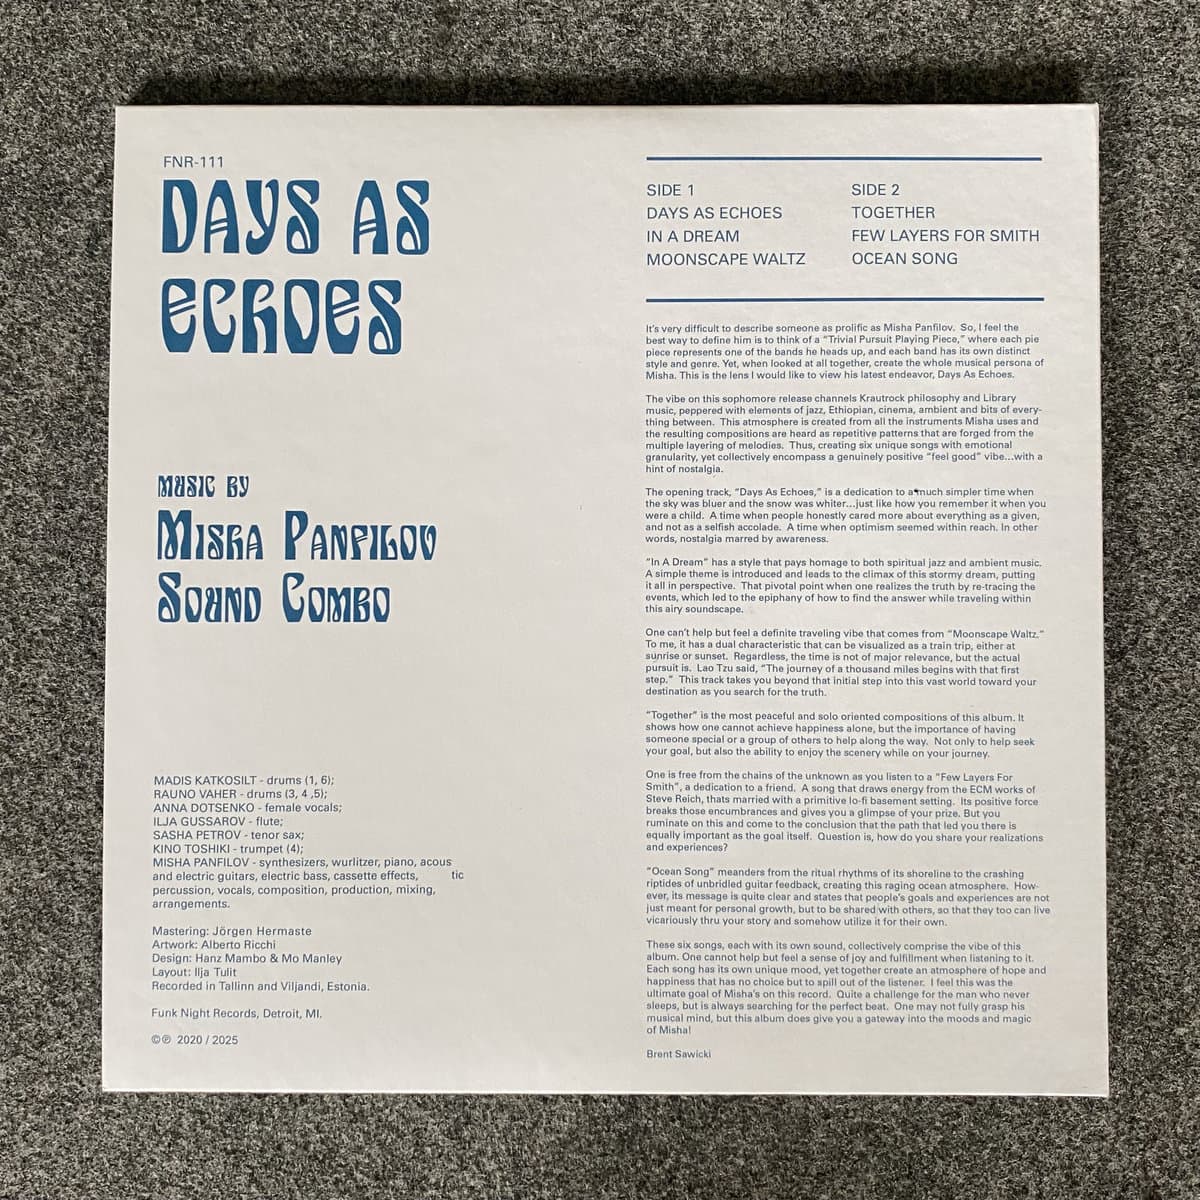 FNR-111
DAYS AS
ECHOES
MUSIC BY
MISHA PANFILOV
SOUND COMBO
MADIS KATKOSILT - drums (1, 6);
RAUNO VAHER - drums (3, 4 ,5);
ANNA DOTSENKO - female vocals;
ILJA GUSSAROV - flute;
SASHA PETROV - tenor sax;
KINO TOSHIKI - trumpet (4);
MISHA PANFILOV - synthesizers, wurlitzer, piano, acous
and electric guitars, electric bass, cassette effects, tic
percussion, vocals, composition, production, mixing,
arrangements.
Mastering: Jörgen Hermaste
Artwork: Alberto Ricchi
Design: Hanz Mambo & Mo Manley
Layout: Ilja Tulit
Recorded in Tallinn and Viljandi, Estonia.
Funk Night Records, Detroit, MI.
©℗ 2020 / 2025
SIDE 1
DAYS AS ECHOES
IN A DREAM
MOONSCAPE WALTZ
SIDE 2
TOGETHER
FEW LAYERS FOR SMITH
OCEAN SONG
It's very difficult to describe someone as prolific as Misha Panfilov. So, I feel the
best way to define him is to think of a "Trivial Pursuit Playing Piece," where each pie
piece represents one of the bands he heads up, and each band has its own distinct
style and genre. Yet, when looked at all together, create the whole musical persona of
Misha. This is the lens I would like to view his latest endeavor, Days As Echoes.
The vibe on this sophomore release channels Krautrock philosophy and Library
music, peppered with elements of jazz, Ethiopian, cinema, ambient and bits of every-
thing between. This atmosphere is created from all the instruments Misha uses and
the resulting compositions are heard as repetitive patterns that are forged from the
multiple layering of melodies. Thus, creating six unique songs with emotional
granularity, yet collectively encompass a genuinely positive "feel good" vibe...with a
hint of nostalgia.
The opening track, "Days As Echoes," is a dedication to a much simpler time when
the sky was bluer and the snow was whiter...just like how you remember it when you
were a child. A time when people honestly cared more about everything as a given,
and not as a selfish accolade. A time when optimism seemed within reach. In other
words, nostalgia marred by awareness.
"In A Dream" has a style that pays homage to both spiritual jazz and ambient music.
A simple theme is introduced and leads to the climax of this stormy dream, putting
it all in perspective. That pivotal point when one realizes the truth by re-tracing the
events, which led to the epiphany of how to find the answer while traveling within
this airy soundscape.
One can't help but feel a definite traveling vibe that comes from "Moonscape Waltz."
To me, it has a dual characteristic that can be visualized as a train trip, either at
sunrise or sunset. Regardless, the time is not of major relevance, but the actual
pursuit is. Lao Tzu said, "The journey of a thousand miles begins with that first
step." This track takes you beyond that initial step into this vast world toward your
destination as you search for the truth.
"Together" is the most peaceful and solo oriented compositions of this album. It
shows how one cannot achieve happiness alone, but the importance of having
someone special or a group of others to help along the way. Not only to help seek
your goal, but also the ability to enjoy the scenery while on your journey.
One is free from the chains of the unknown as you listen to a "Few Layers For
Smith", a dedication to a friend. A song that draws energy from the ECM works of
Steve Reich, thats married with a primitive lo-fi basement setting. Its positive force
breaks those encumbrances and gives you a glimpse of your prize. But you
ruminate on this and come to the conclusion that the path that led you there is
equally important as the goal itself. Question is, how do you share your realizations
and experiences?
"Ocean Song" meanders from the ritual rhythms of its shoreline to the crashing
riptides of unbridled guitar feedback, creating this raging ocean atmosphere. How-
ever, its message is quite clear and states that people's goals and experiences are not
just meant for personal growth, but to be shared with others, so that they too can live
vicariously thru your story and somehow utilize it for their own.
These six songs, each with its own sound, collectively comprise the vibe of this
album. One cannot help but feel a sense of joy and fulfillment when listening to it.
Each song has its own unique mood, yet together create an atmosphere of hope and
happiness that has no choice but to spill out of the listener. I feel this was the
ultimate goal of Misha's on this record. Quite a challenge for the man who never
sleeps, but is always searching for the perfect beat. One may not fully grasp his
musical mind, but this album does give you a gateway into the moods and magic
of Misha!
Brent Sawicki